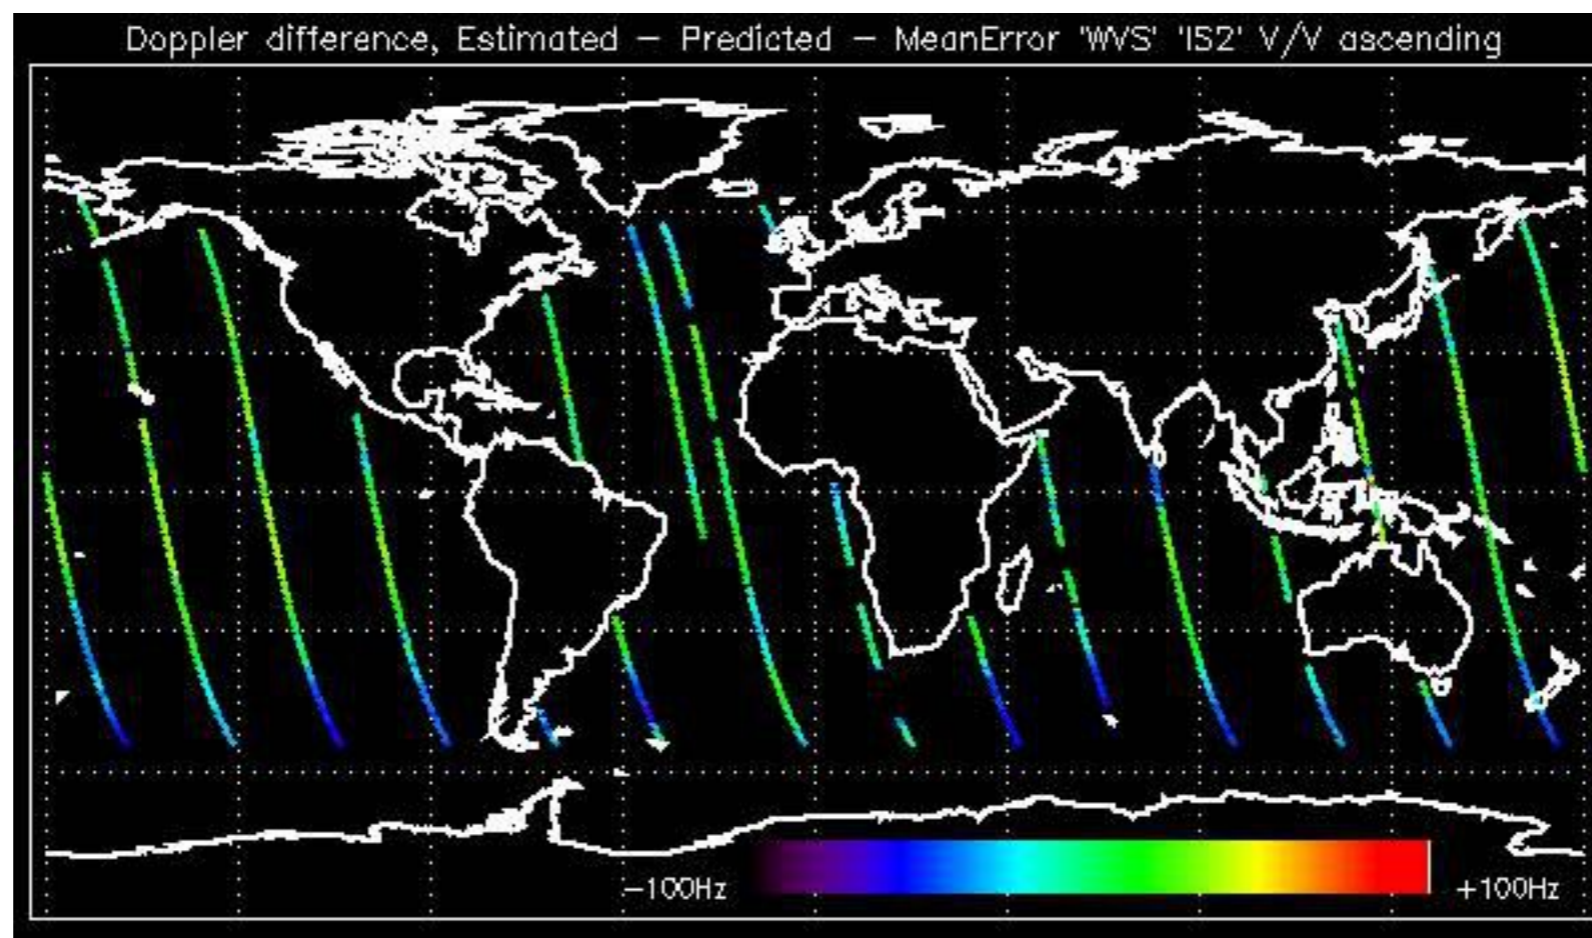 Doppler difference, Estimated – Predicted – MeanError 'WVS' 'IS2' V/V ascending
-100Hz +100Hz